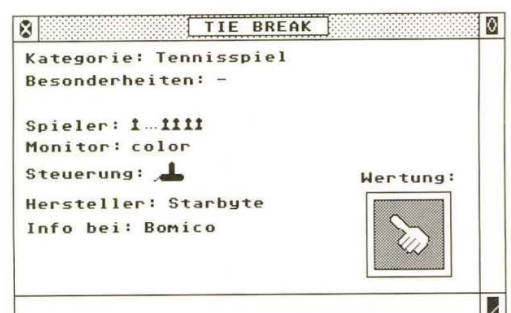 TIE BREAK
Kategorie: Tennisspiel
Besonderheiten: -
Spieler: ...
Monitor: color
Steuerung:
Wertung:
Hersteller: Starbyte
Info bei: Bomico